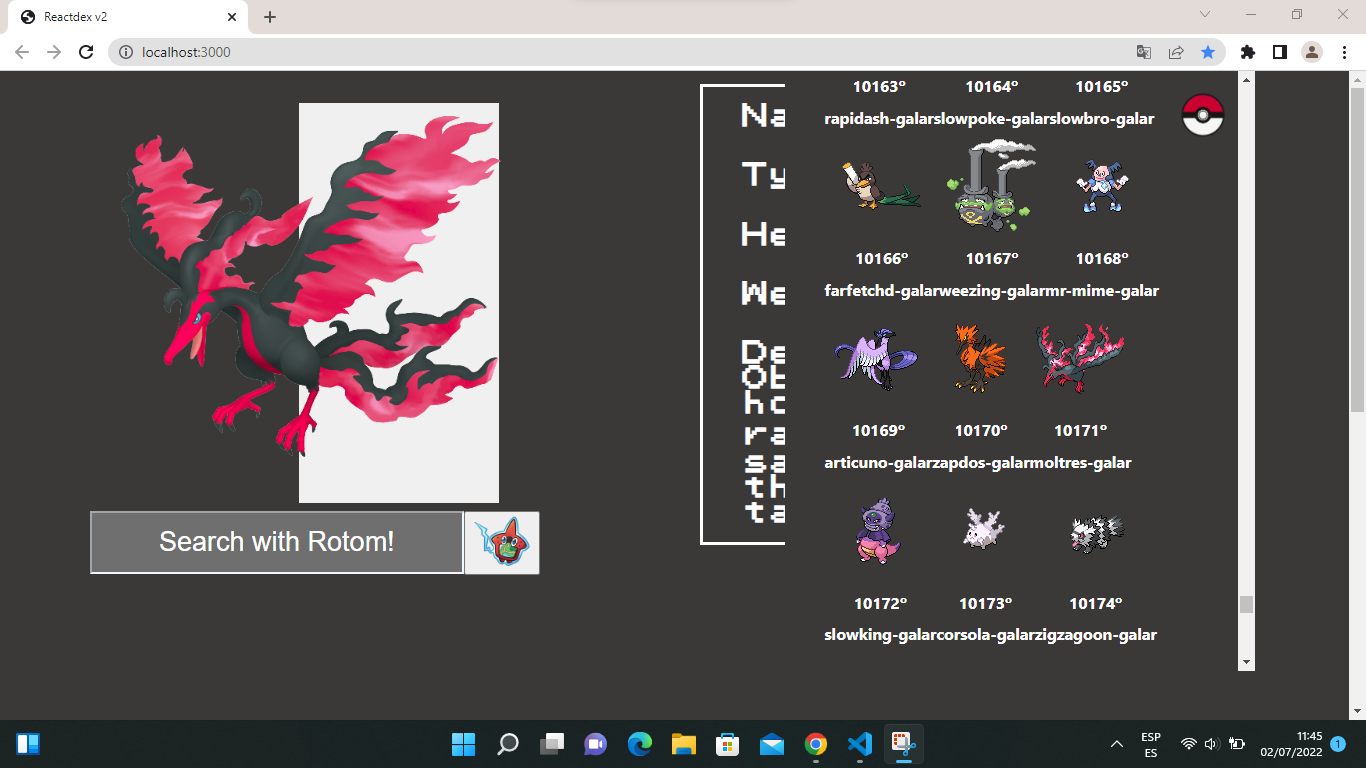 Reactdex v2
localhost:3000
Na
Ty
He
We
De
Ob
ho
ra
sa
th
ta
10163º 10164º 10165º
rapidash-galarslowpoke-galarslowbro-galar
10166º 10167º 10168º
farfetchd-galarweezing-galarmr-mime-galar
10169º 10170º 10171º
articuno-galarzapdos-galarmoltres-galar
10172º 10173º 10174º
slowking-galarcorsola-galarzigzagoon-galar
Search with Rotom!
ESP
ES
11:45
02/07/2022
1